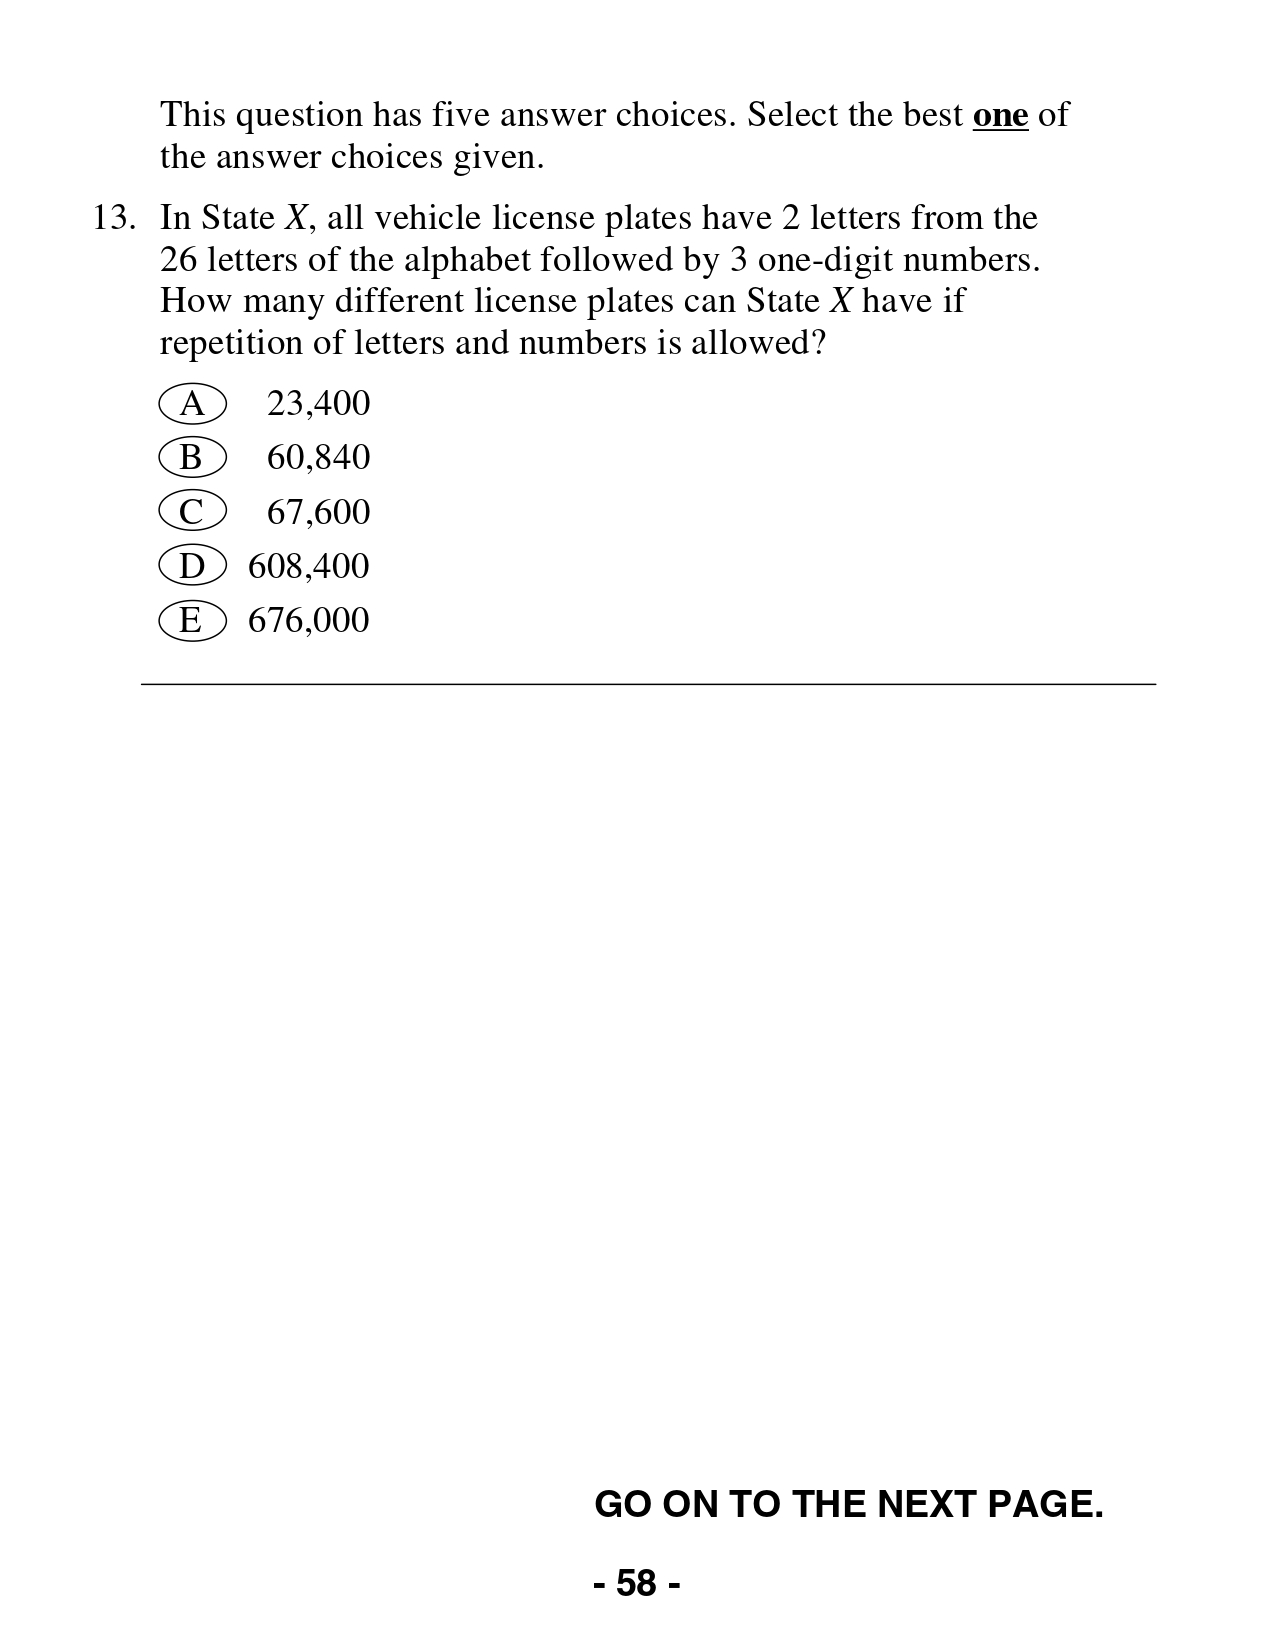 This question has five answer choices. Select the best one of
the answer choices given.
13. In State X, all vehicle license plates have 2 letters from the
26 letters of the alphabet followed by 3 one-digit numbers.
How many different license plates can State X have if
repetition of letters and numbers is allowed?
A 23,400
B 60,840
C 67,600
D 608,400
E 676,000
GO ON TO THE NEXT PAGE.
- 58 -